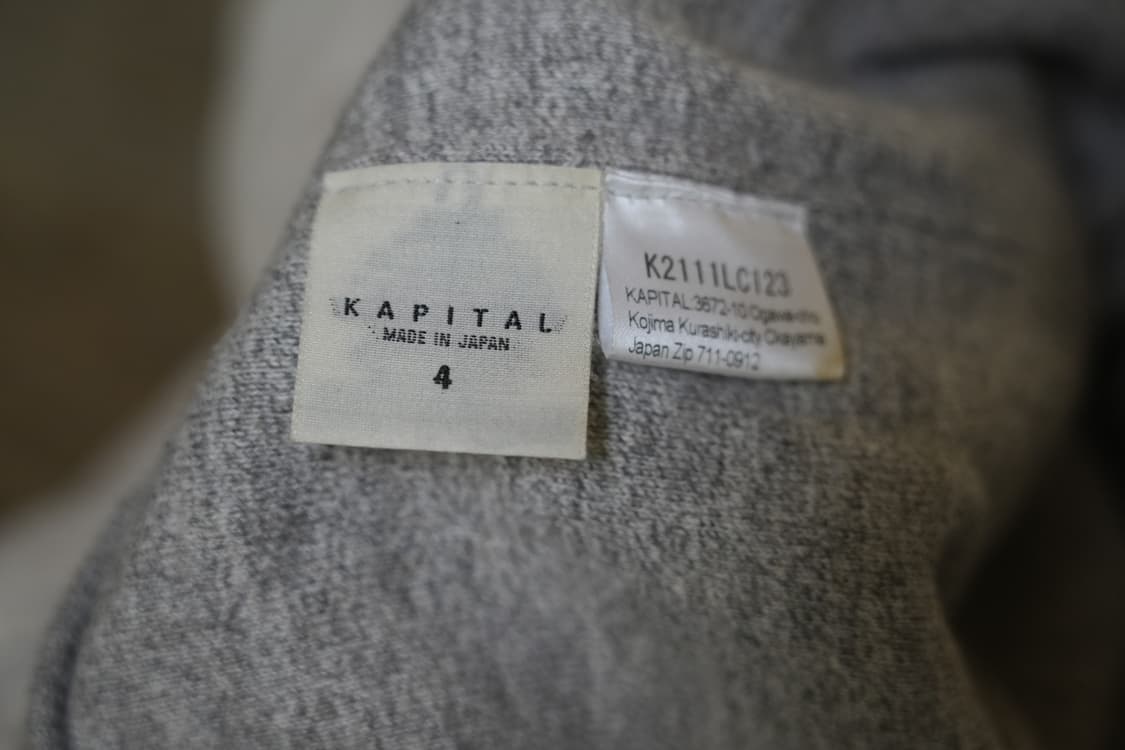 KAPITAL
MADE IN JAPAN
4
K2111LC123
KAPITAL:3672-10 Ogawa-cho
Kojima Kurashiki-city Okayama
Japan Zip 711-0912